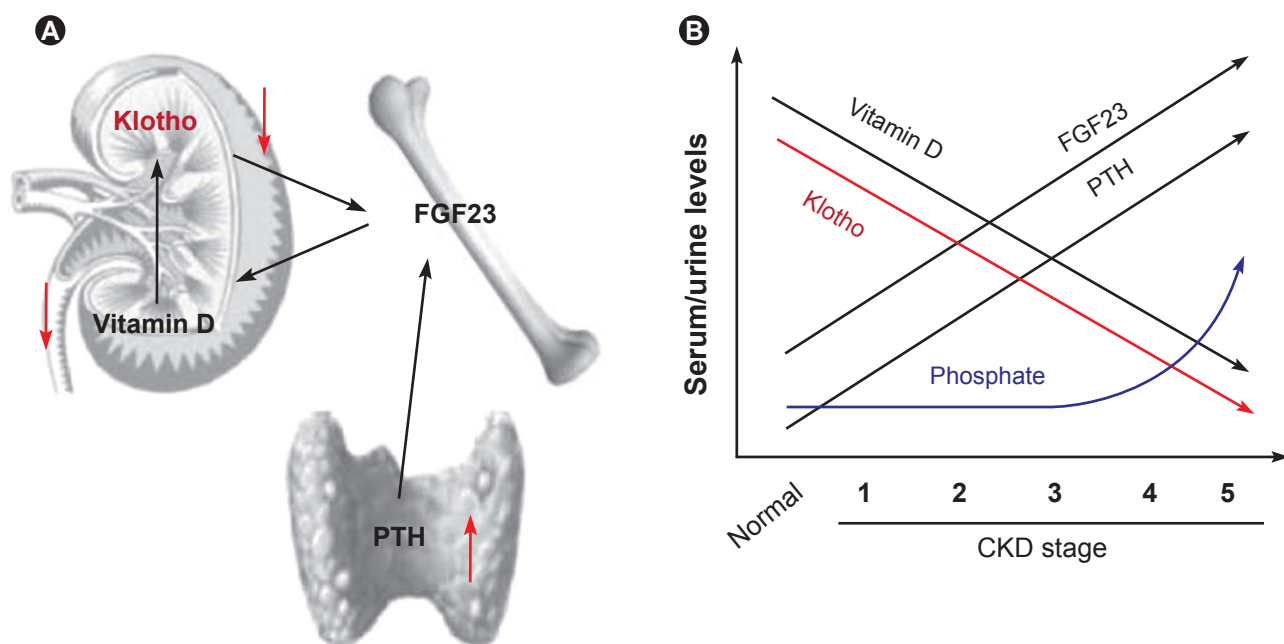 A
Klotho
Vitamin D
FGF23
PTH
B
Serum/urine levels
Vitamin D
Klotho
FGF23
PTH
Phosphate
Normal 1 2 3 4 5
CKD stage